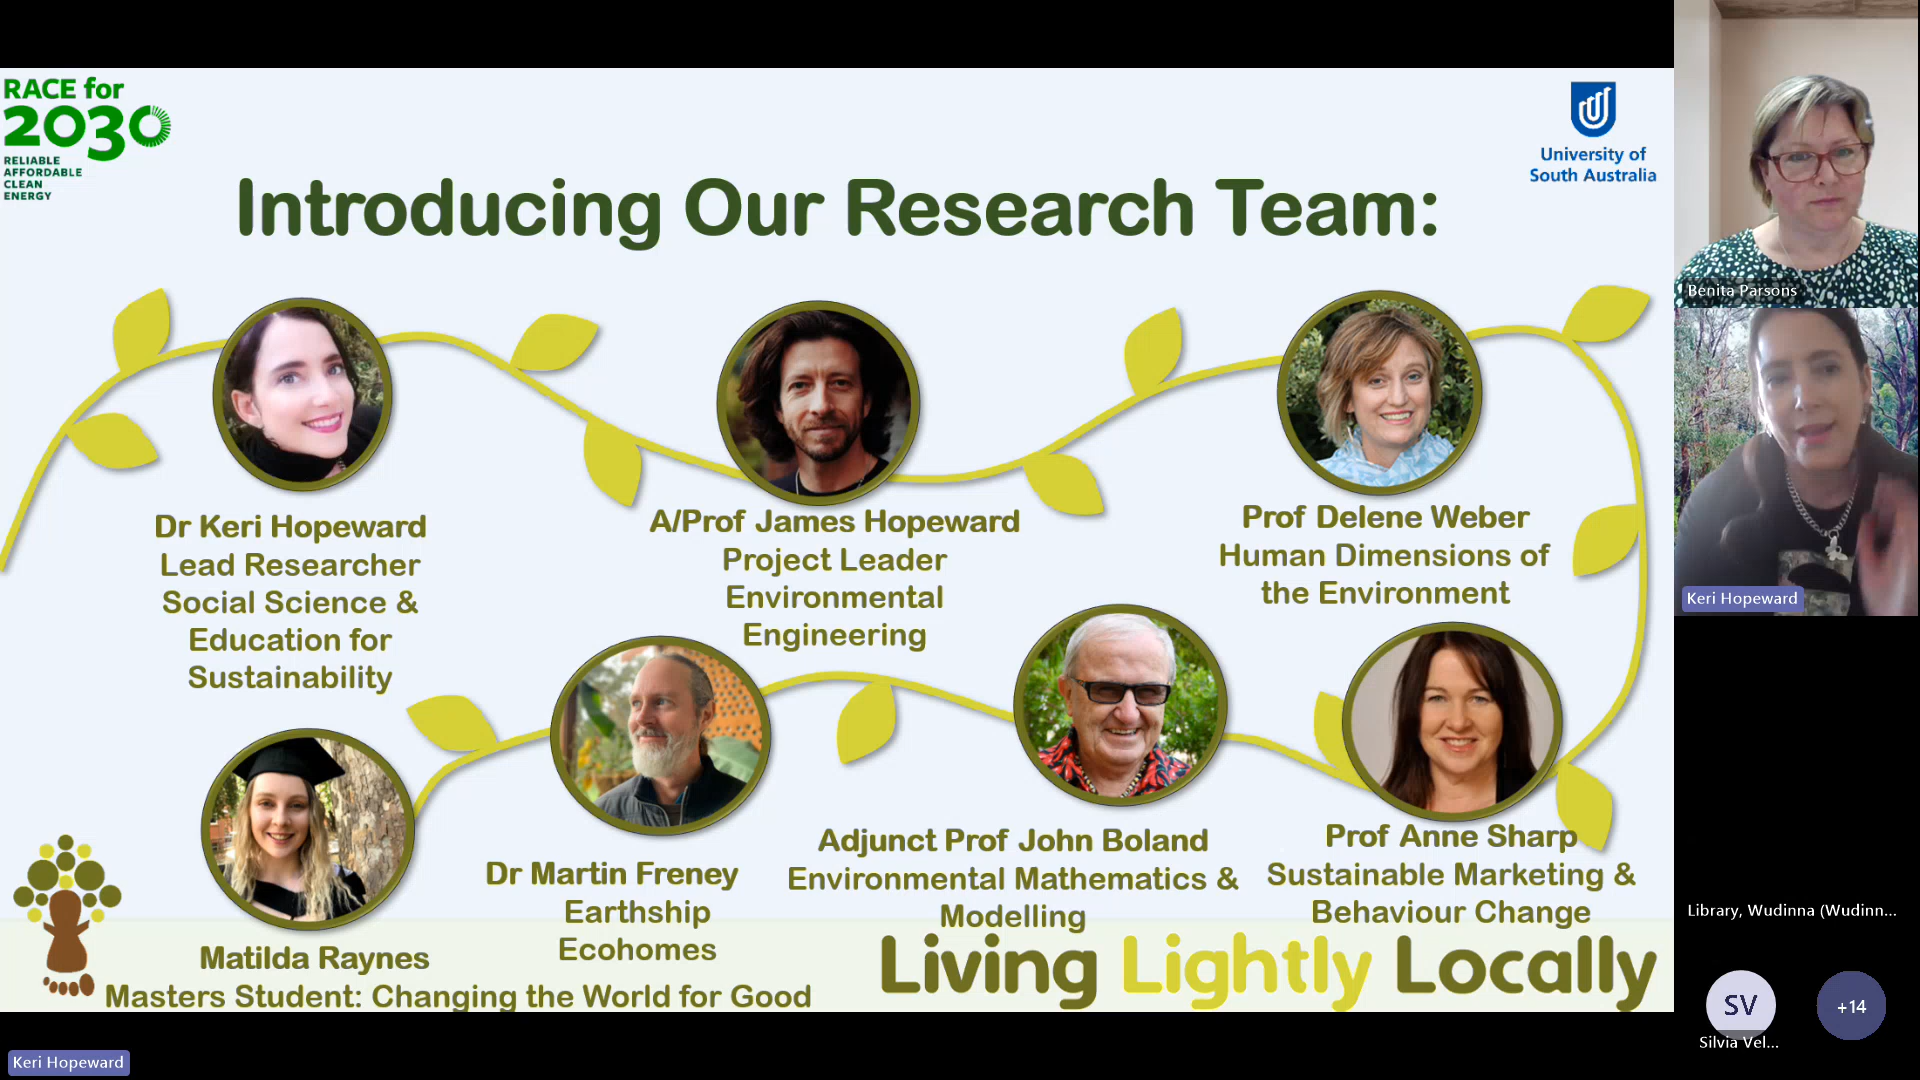 RACE for
2030
RELIABLE
AFFORDABLE
CLEAN
ENERGY
University of
South Australia
Introducing Our Research Team:
Dr Keri Hopeward
Lead Researcher
Social Science &
Education for
Sustainability
A/Prof James Hopeward
Project Leader
Environmental
Engineering
Prof Delene Weber
Human Dimensions of
the Environment
Matilda Raynes
Masters Student: Changing the World for Good
Dr Martin Freney
Earthship
Ecohomes
Adjunct Prof John Boland
Environmental Mathematics &
Modelling
Prof Anne Sharp
Sustainable Marketing &
Behaviour Change
Living Lightly Locally
Benita Parsons
Keri Hopeward
Library, Wudinna (Wudinn...
SV
Silvia Vel...
+14
Keri Hopeward